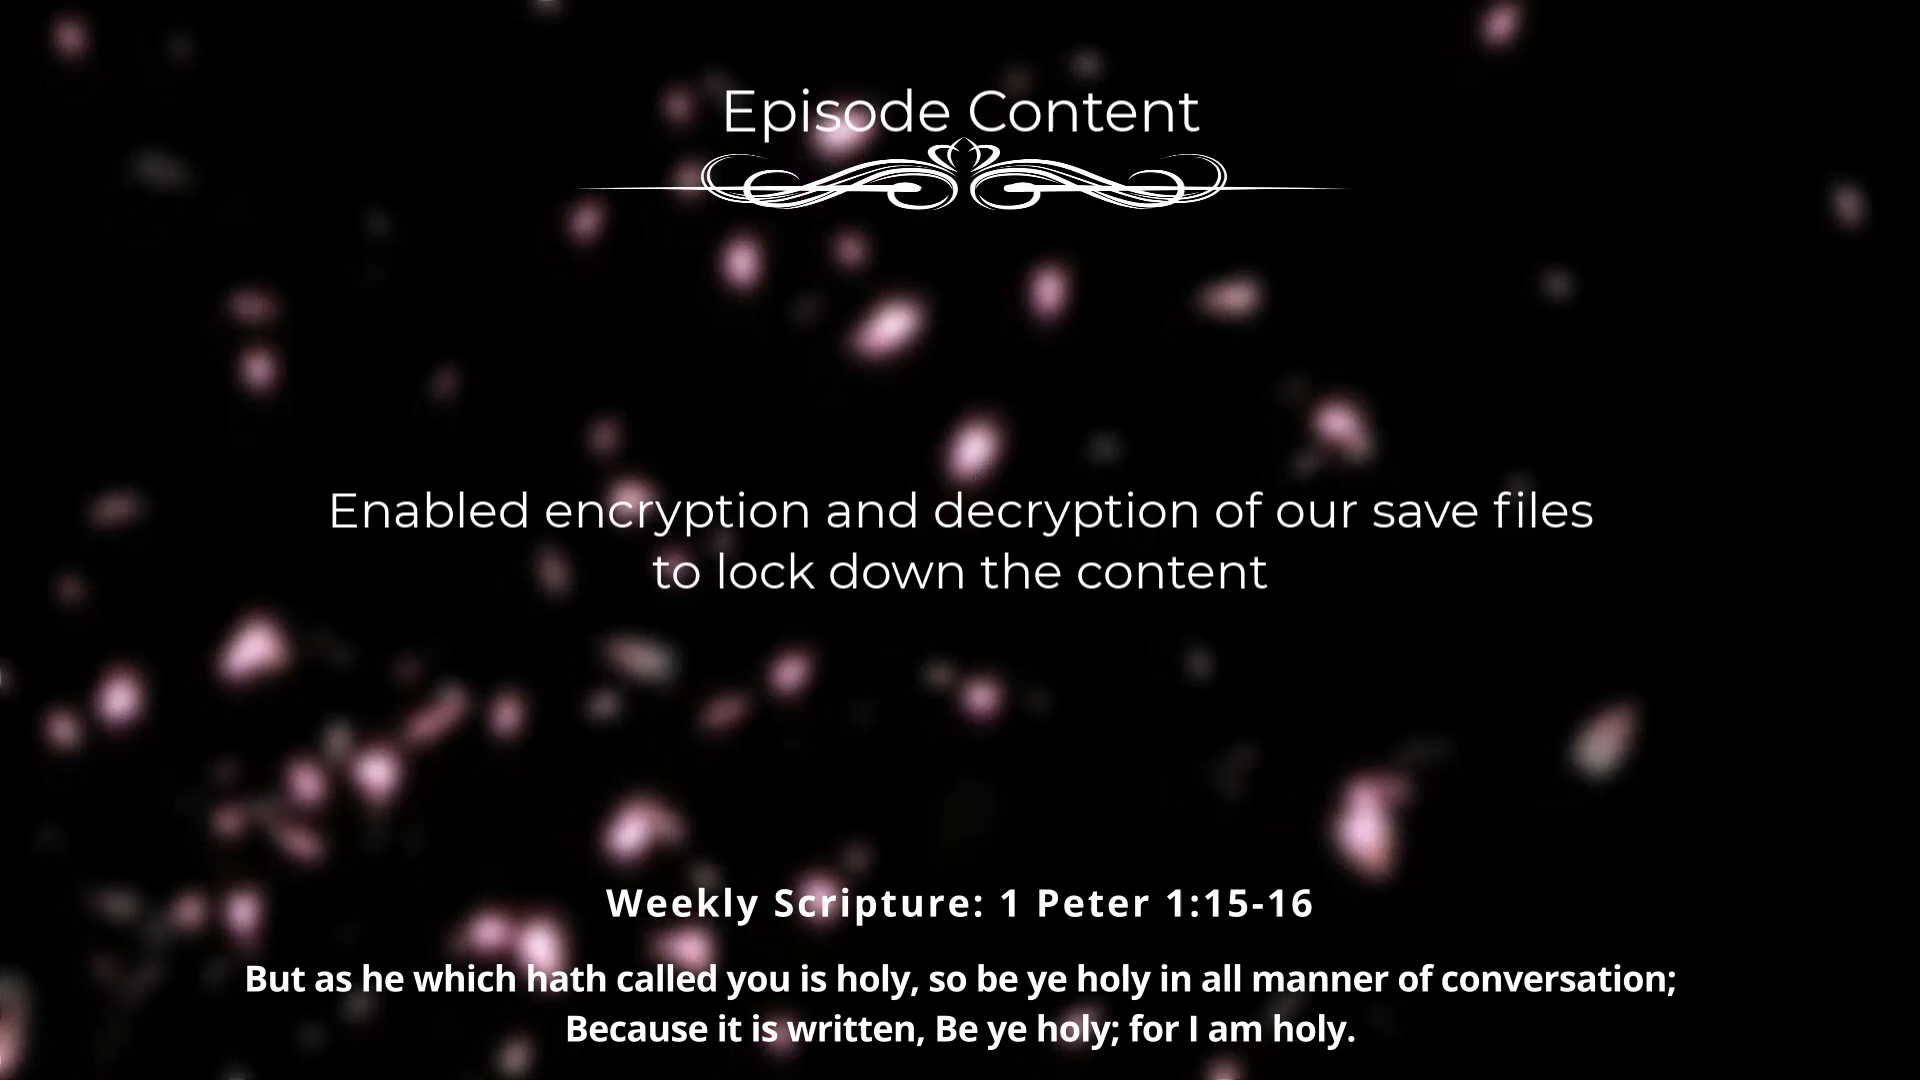 Episode Content
Enabled encryption and decryption of our save files
to lock down the content
Weekly Scripture: 1 Peter 1:15-16
But as he which hath called you is holy, so be ye holy in all manner of conversation;
Because it is written, Be ye holy; for I am holy.